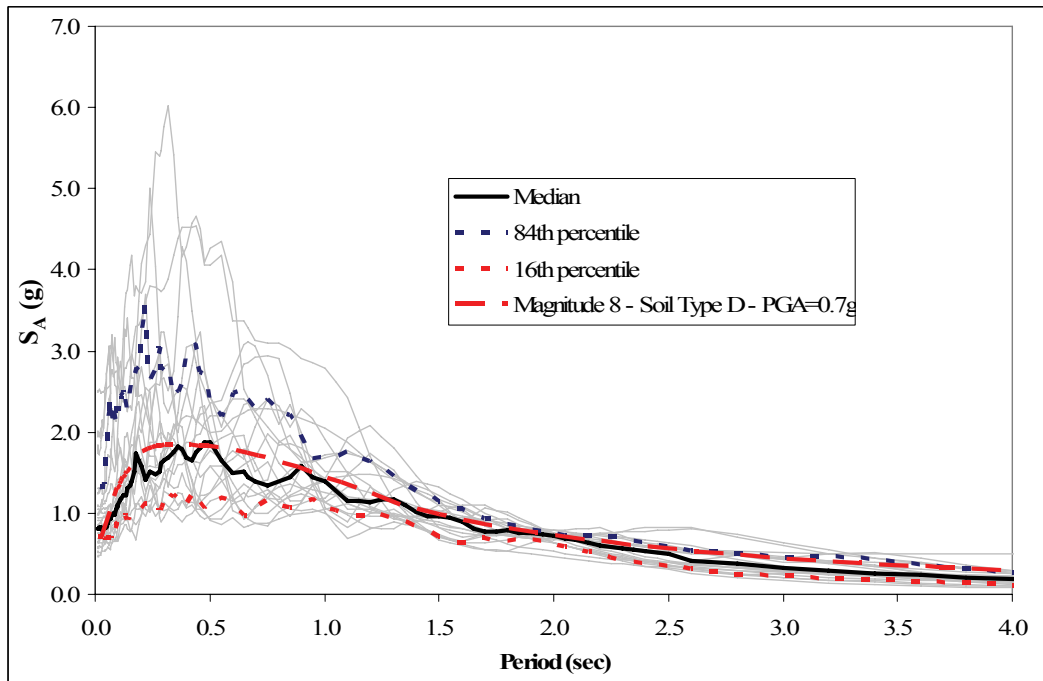 7.0
6.0
5.0
4.0
3.0
2.0
1.0
0.0
S_A (g)
Median
84th percentile
16th percentile
Magnitude 8 - Soil Type D - PGA=0.7g
0.0 0.5 1.0 1.5 2.0 2.5 3.0 3.5 4.0
Period (sec)